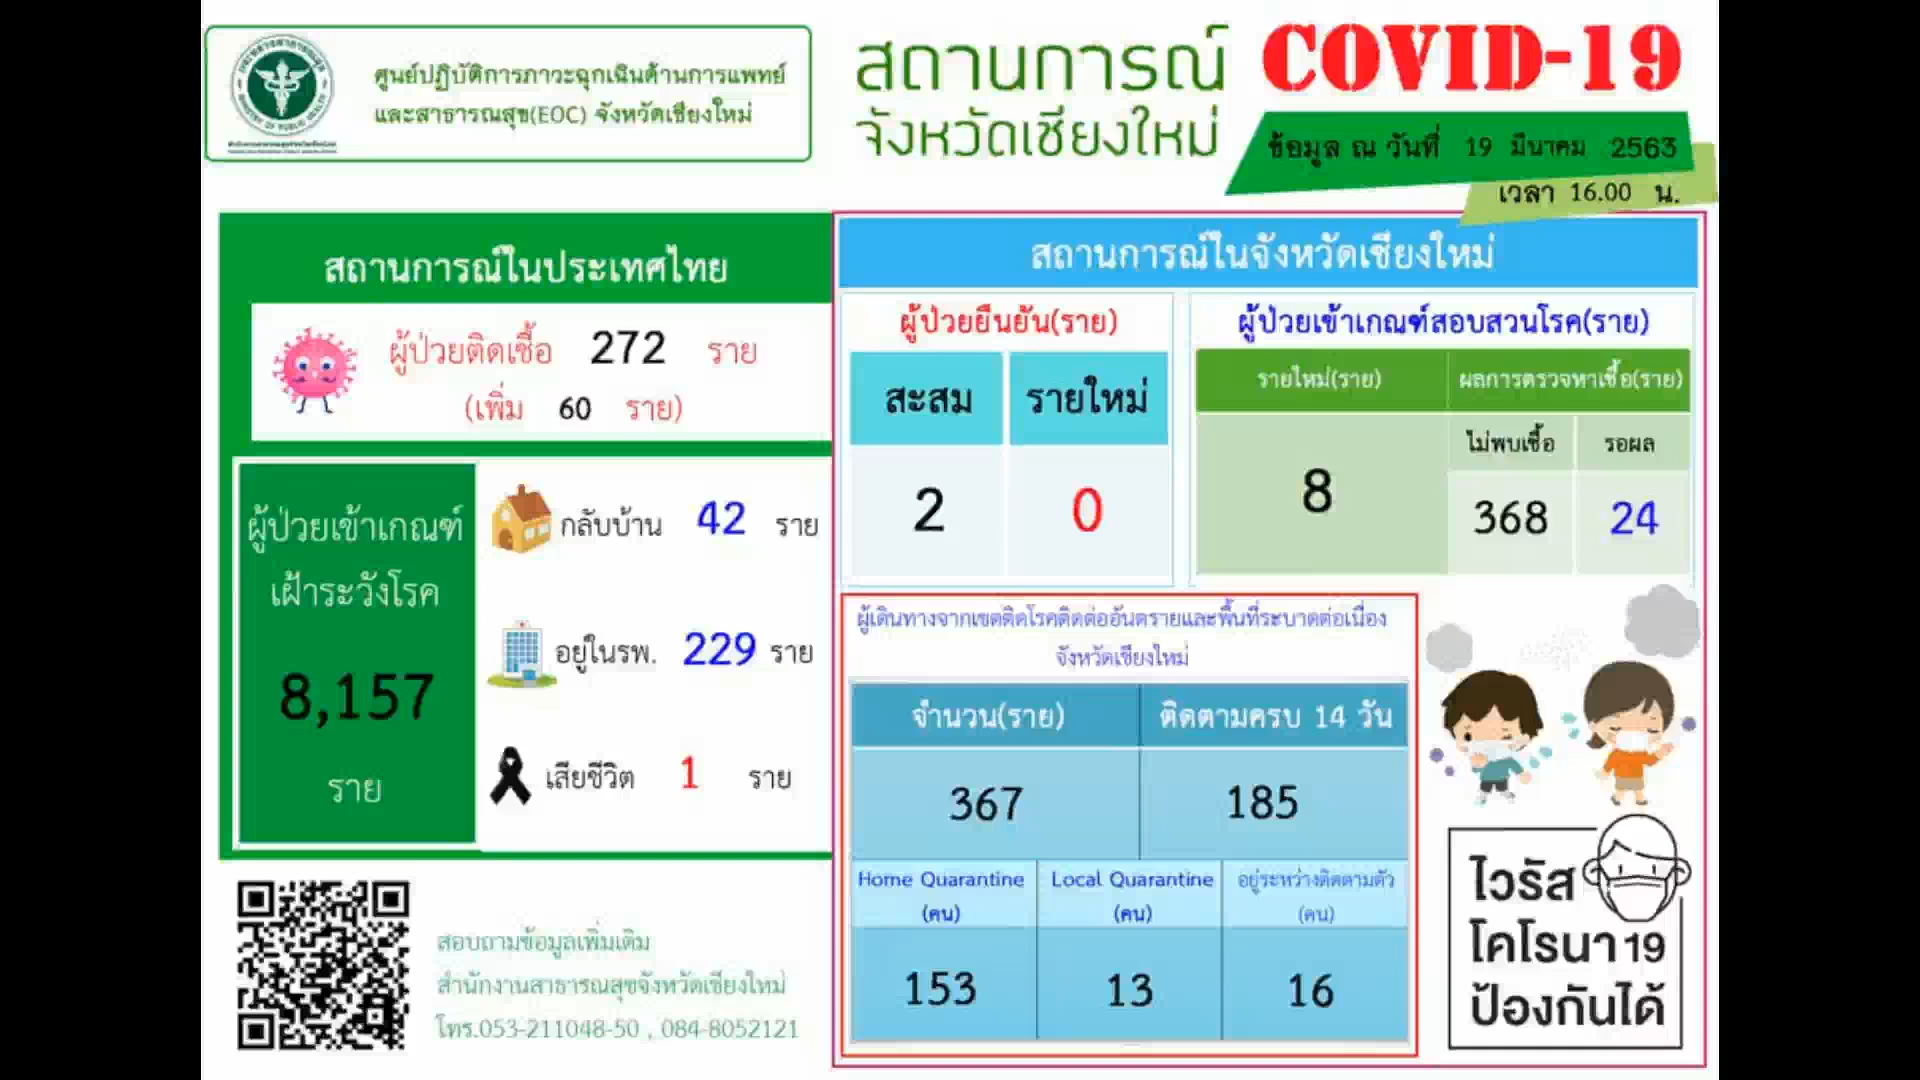 ศูนย์ปฏิบัติการภาวะฉุกเฉินด้านการแพทย์
และสาธารณสุข(EOC) จังหวัดเชียงใหม่
สถานการณ์ COVID-19
จังหวัดเชียงใหม่
ข้อมูล ณ วันที่ 19 มีนาคม 2563
เวลา 16.00 น.
สถานการณ์ในประเทศไทย
ผู้ป่วยติดเชื้อ 272 ราย
(เพิ่ม 60 ราย)
ผู้ป่วยเข้าเกณฑ์
เฝ้าระวังโรค
8,157
ราย
กลับบ้าน 42 ราย
อยู่ในรพ. 229 ราย
เสียชีวิต 1 ราย
สอบถามข้อมูลเพิ่มเติม
สำนักงานสาธารณสุขจังหวัดเชียงใหม่
โทร.053-211048-50 , 084-8052121
สถานการณ์ในจังหวัดเชียงใหม่
ผู้ป่วยยืนยัน(ราย)
สะสม รายใหม่
2 0
ผู้ป่วยเข้าเกณฑ์สอบสวนโรค(ราย)
รายใหม่(ราย) ผลการตรวจหาเชื้อ(ราย)
ไม่พบเชื้อ รอผล
8 368 24
ผู้เดินทางจากเขตติดโรคติดต่ออันตรายและพื้นที่ระบาดต่อเนื่อง
จังหวัดเชียงใหม่
จำนวน(ราย) ติดตามครบ 14 วัน
367 185
Home Quarantine Local Quarantine อยู่ระหว่างติดตามตัว
(คน) (คน) (คน)
153 13 16
ไวรัส
โคโรนา 19
ป้องกันได้